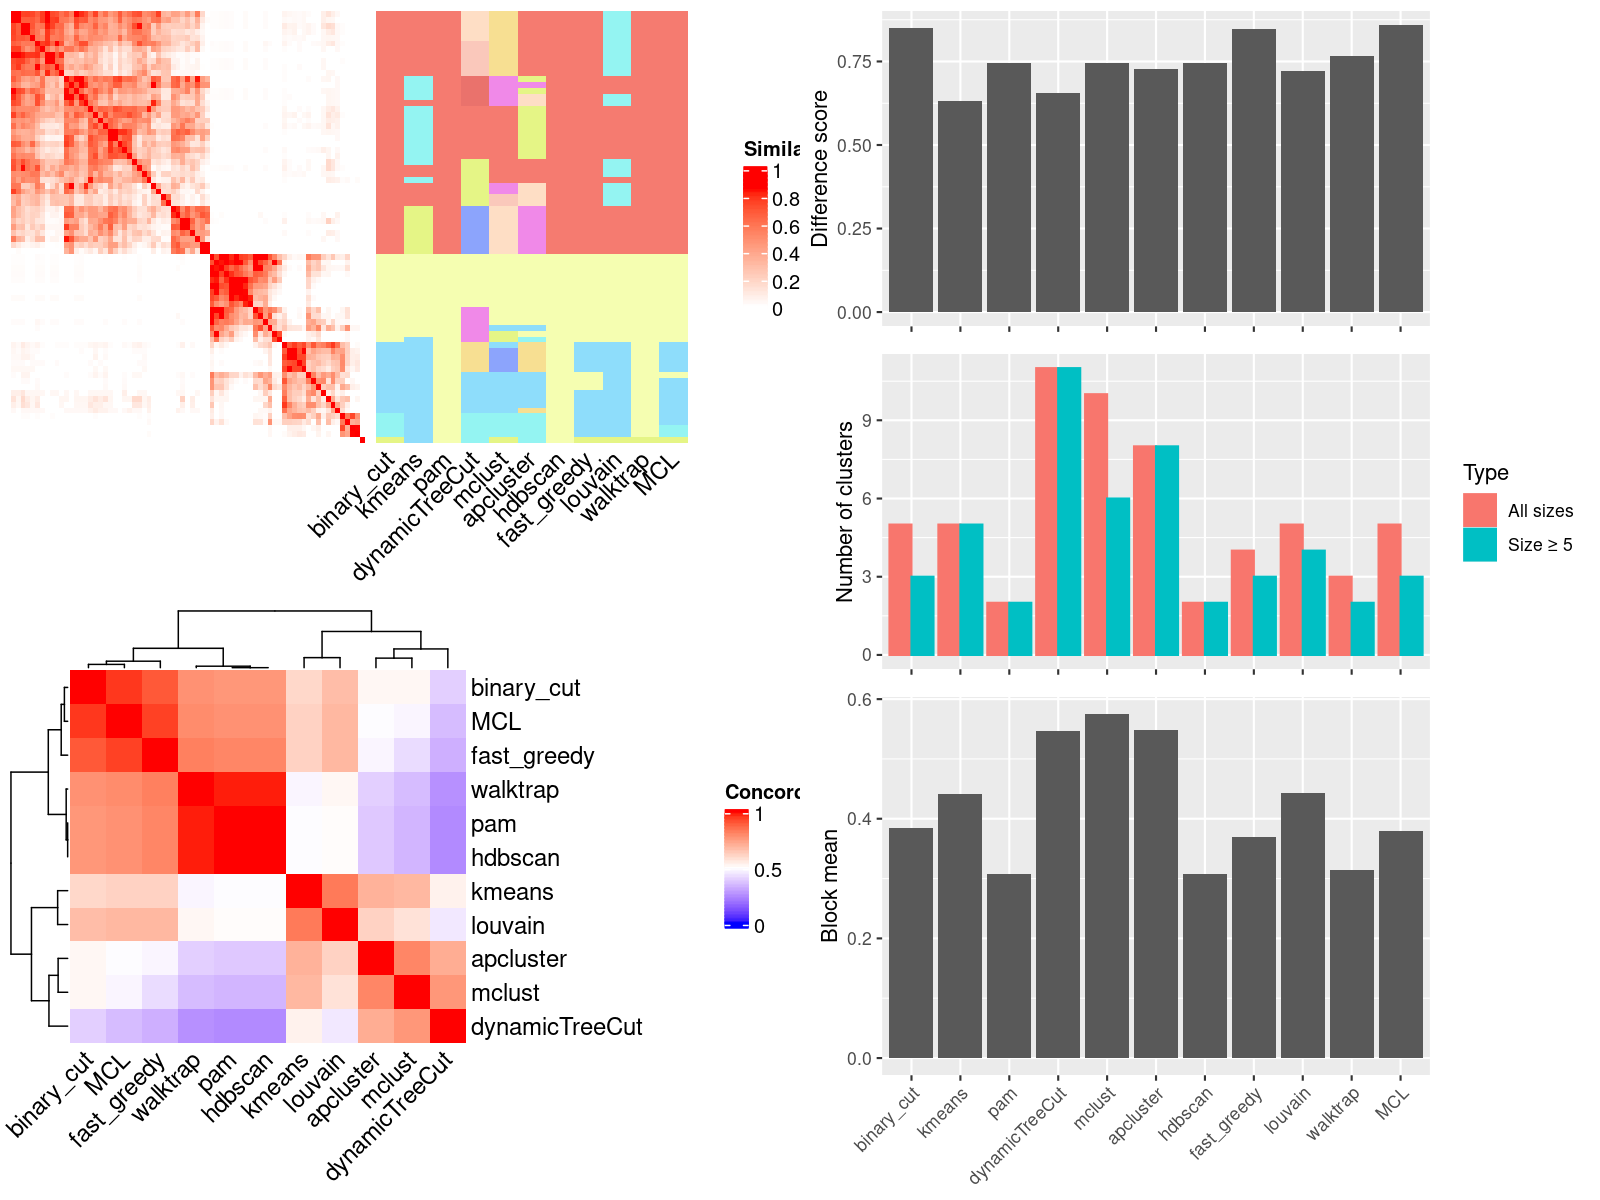 Simila
1
0.8
0.6
0.4
0.2
0
binary_cut
kmeans
pam
dynamicTreeCut
mclust
apcluster
hdbscan
fast_greedy
louvain
walktrap
MCL
Concord
1
0.5
0
binary_cut
MCL
fast_greedy
walktrap
pam
hdbscan
kmeans
louvain
apcluster
mclust
dynamicTreeCut
binary_cut
MCL
fast_greedy
walktrap
pam
hdbscan
kmeans
louvain
apcluster
mclust
dynamicTreeCut
Difference score
0.75
0.50
0.25
0.00
Number of clusters
9
6
3
0
Type
All sizes
Size ≥ 5
Block mean
0.6
0.4
0.2
0.0
binary_cut
kmeans
pam
dynamicTreeCut
mclust
apcluster
hdbscan
fast_greedy
louvain
walktrap
MCL